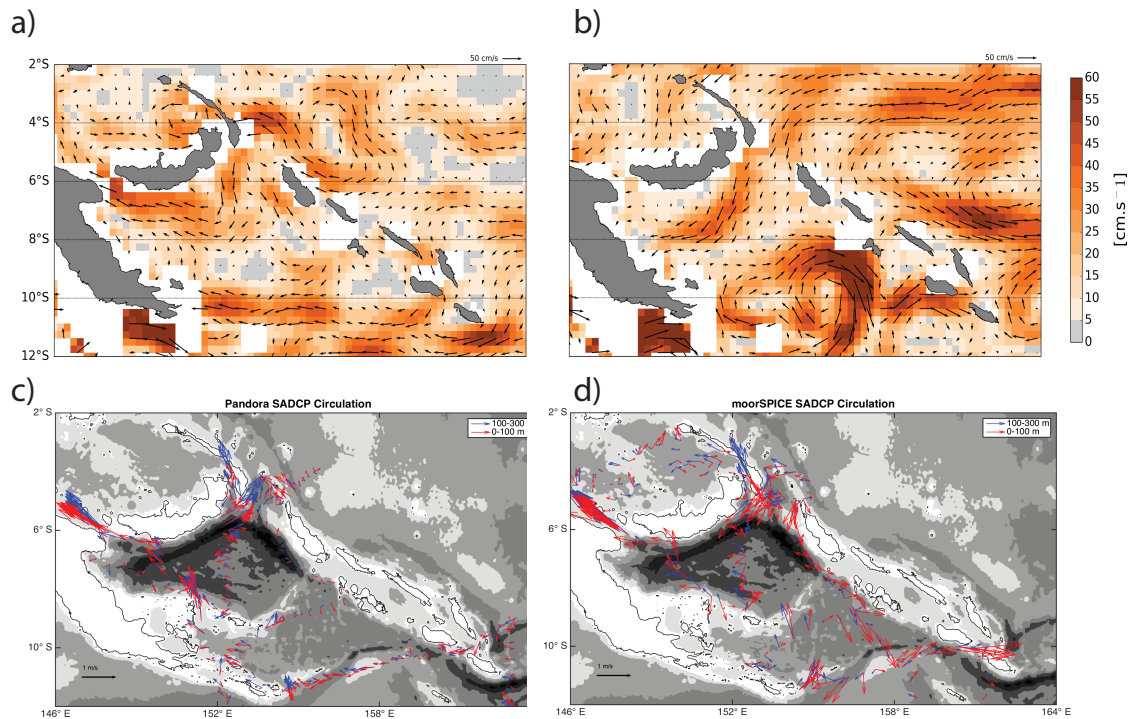 a)
b)
50 cm/s
50 cm/s
2°S
4°S
6°S
8°S
10°S
12°S
60
55
50
45
40
35
30
25
20
15
10
5
0
[cm.s⁻¹]
c)
d)
Pandora SADCP Circulation
moorSPICE SADCP Circulation
2° S
6° S
10° S
100-300
0-100 m
1 m/s
146° E
152° E
158° E
2° S
6° S
10° S
100-300 m
0-100 m
1 m/s
146° E
152° E
158° E
164° E